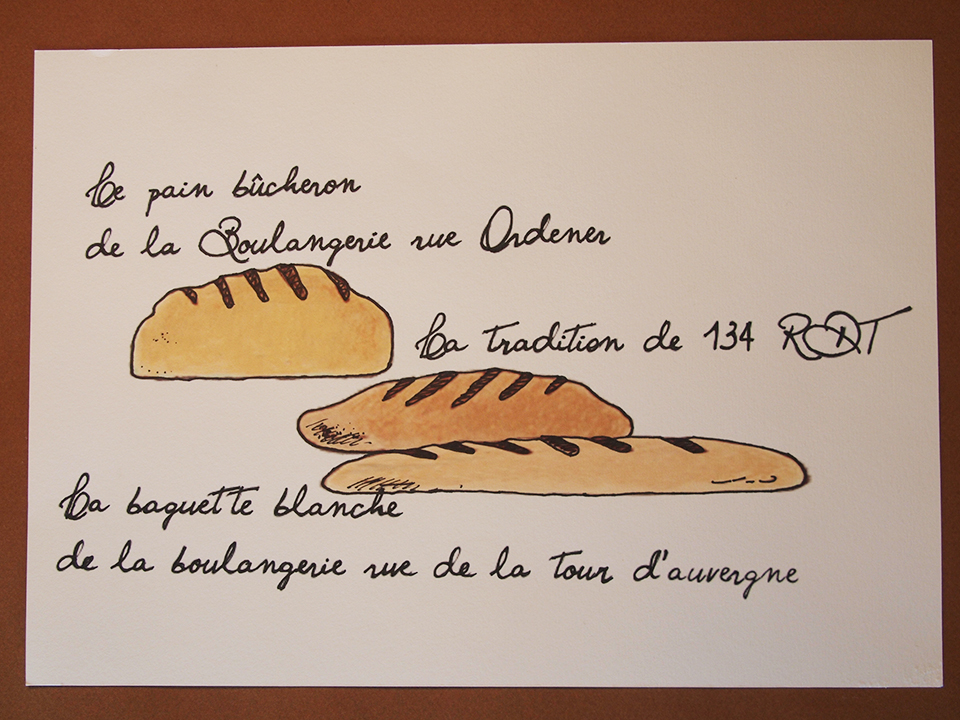 Le pain bûcheron
de la Boulangerie rue Ordener
La tradition de 134 RDT
La baguette blanche
de la boulangerie rue de la Tour d'auvergne